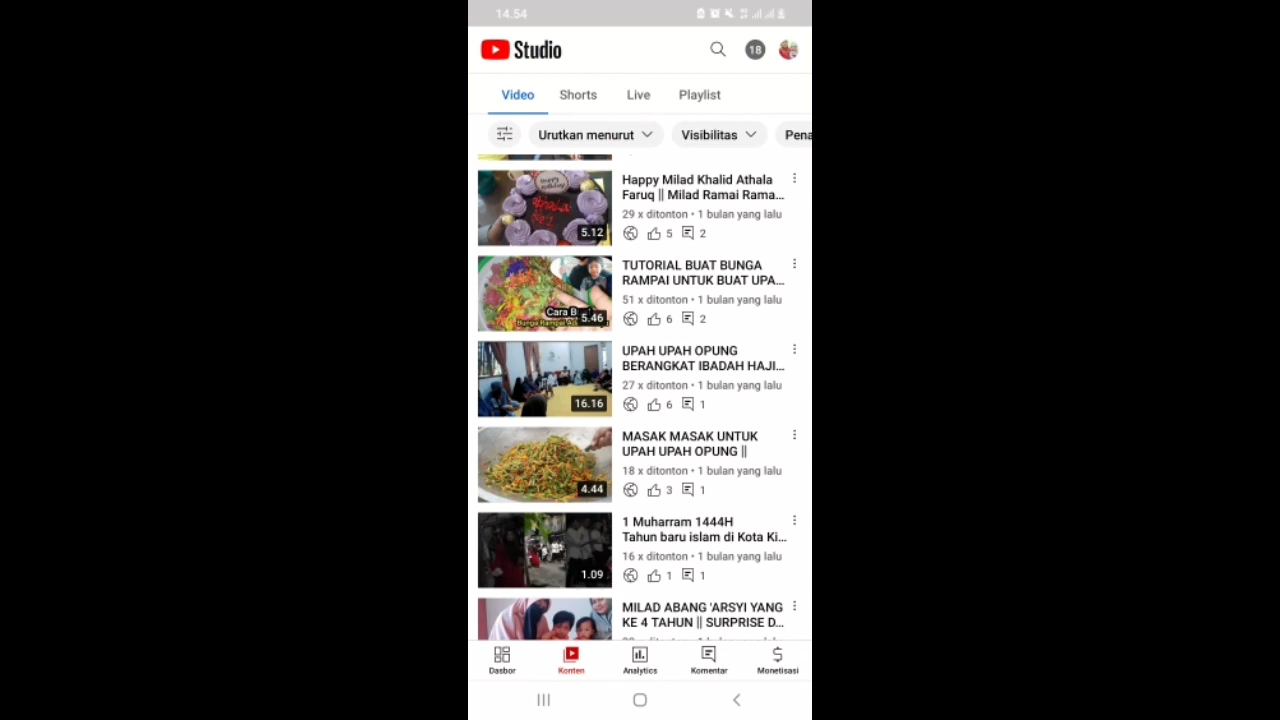 14.54
Studio
18
Video Shorts Live Playlist
Urutkan menurut Visibilitas Pena
Happy Milad Khalid Athala
Faruq || Milad Ramai Rama...
29 x ditonton • 1 bulan yang lalu
5 2
5.12
TUTORIAL BUAT BUNGA
RAMPAI UNTUK BUAT UPA...
51 x ditonton • 1 bulan yang lalu
6 2
Cara B
5.46
UPAH UPAH OPUNG
BERANGKAT IBADAH HAJI...
27 x ditonton • 1 bulan yang lalu
6 1
16.16
MASAK MASAK UNTUK
UPAH UPAH OPUNG ||
18 x ditonton • 1 bulan yang lalu
3 1
4.44
1 Muharram 1444H
Tahun baru islam di Kota Ki...
16 x ditonton • 1 bulan yang lalu
1 1
1.09
MILAD ABANG 'ARSYI YANG
KE 4 TAHUN || SURPRISE D...
Dasbor Konten Analytics Komentar Monetisasi